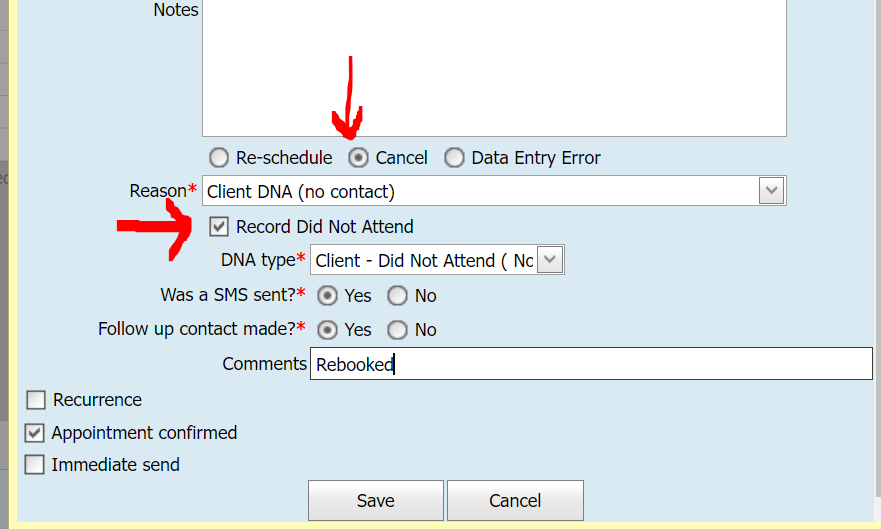 Notes
Re-schedule Cancel Data Entry Error
Reason* Client DNA (no contact)
Record Did Not Attend
DNA type* Client - Did Not Attend ( No
Was a SMS sent?* Yes No
Follow up contact made?* Yes No
Comments Rebooked
Recurrence
Appointment confirmed
Immediate send
Save Cancel